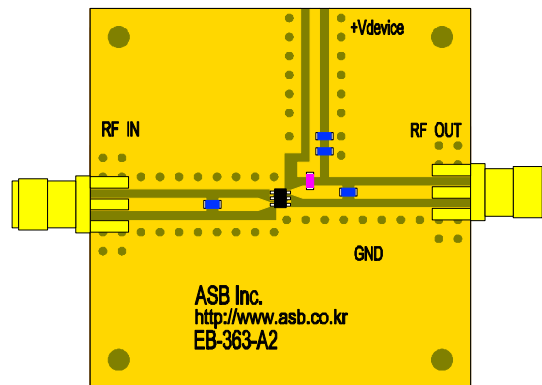 +Vdevice
RF IN
RF OUT
GND
ASB Inc.
http://www.asb.co.kr
EB-363-A2